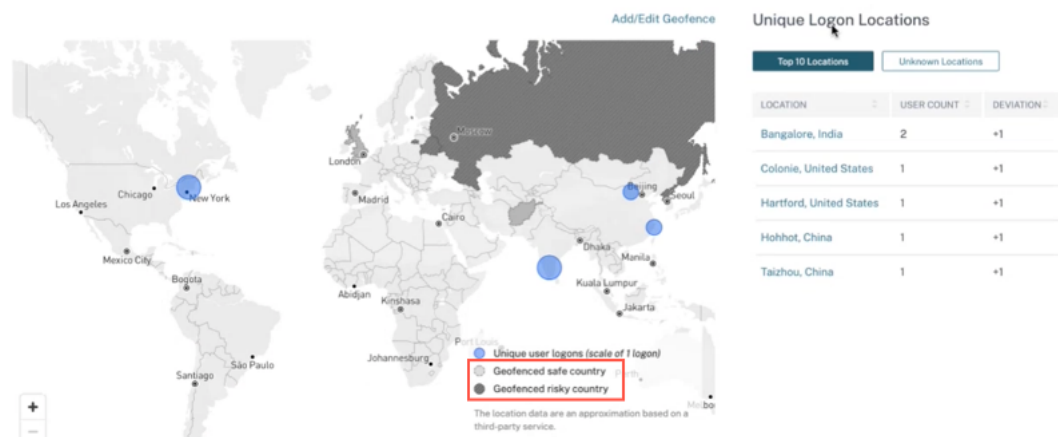 Add/Edit Geofence
Unique Logon Locations
Top 10 Locations
Unknown Locations
LOCATION
USER COUNT
DEVIATION
Bangalore, India 2 +1
Colonie, United States 1 +1
Hartford, United States 1 +1
Hohhot, China 1 +1
Taizhou, China 1 +1
Moscow
London
Chicago
New York
Los Angeles
Madrid
Beijing
Seoul
Cairo
Mexico City
Dhaka
Manila
Bogota
Abidjan
Kinshasa
Kuala Lumpur
Jakarta
Port Louis
Johannesburg
São Paulo
Santiago
Perth
Unique user logons (scale of 1 logon)
Geofenced safe country
Geofenced risky country
The location data are an approximation based on a
third-party service.
+
−